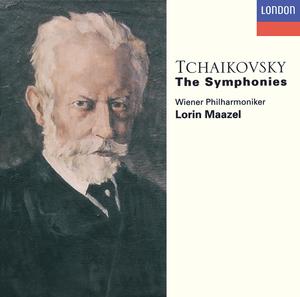 LONDON
TCHAIKOVSKY
The Symphonies
Wiener Philharmoniker
Lorin Maazel